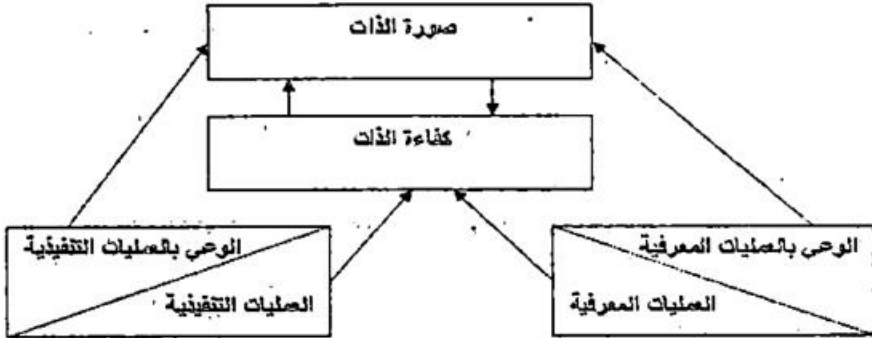 صورة الذات
كفاءة الذات
الوعي بالعمليات المعرفية
العمليات المعرفية
الوعي بالعمليات التنفيذية
العمليات التنفيذية